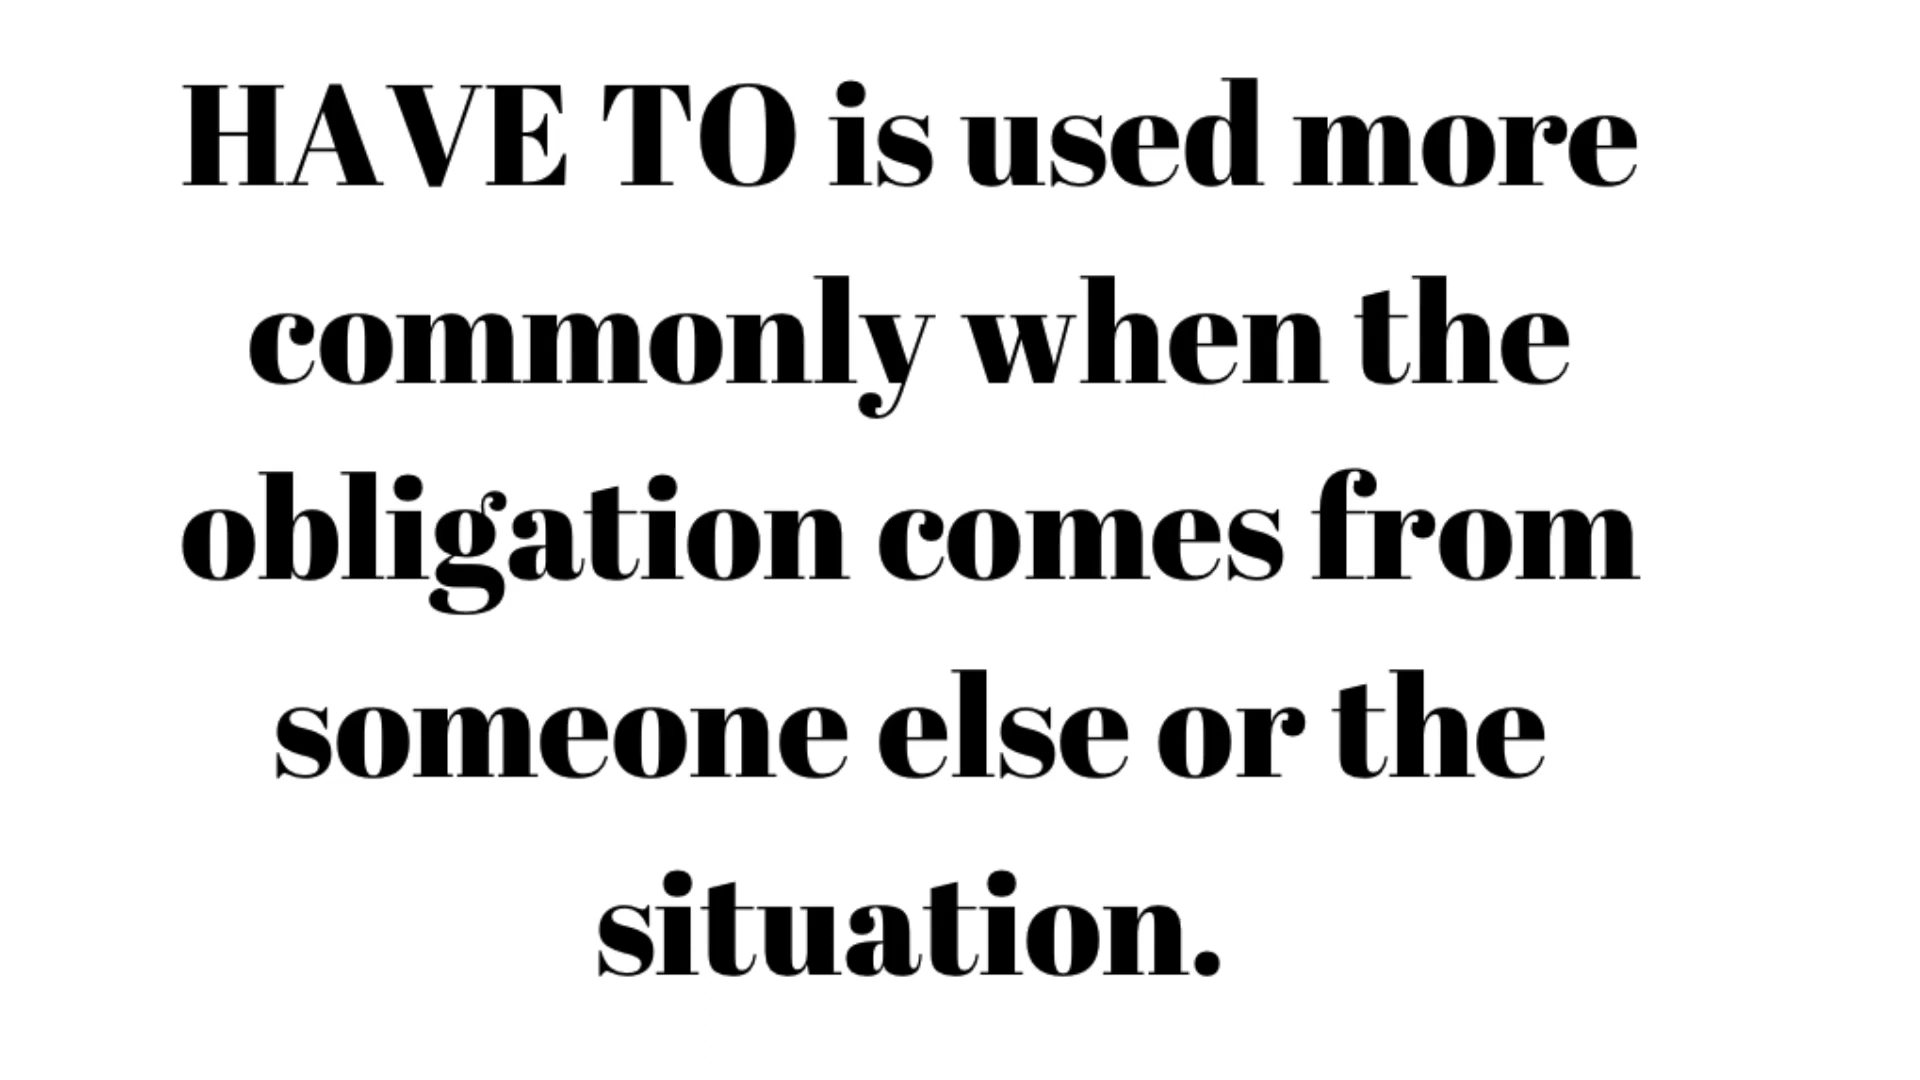 HAVE TO is used more
commonly when the
obligation comes from
someone else or the
situation.